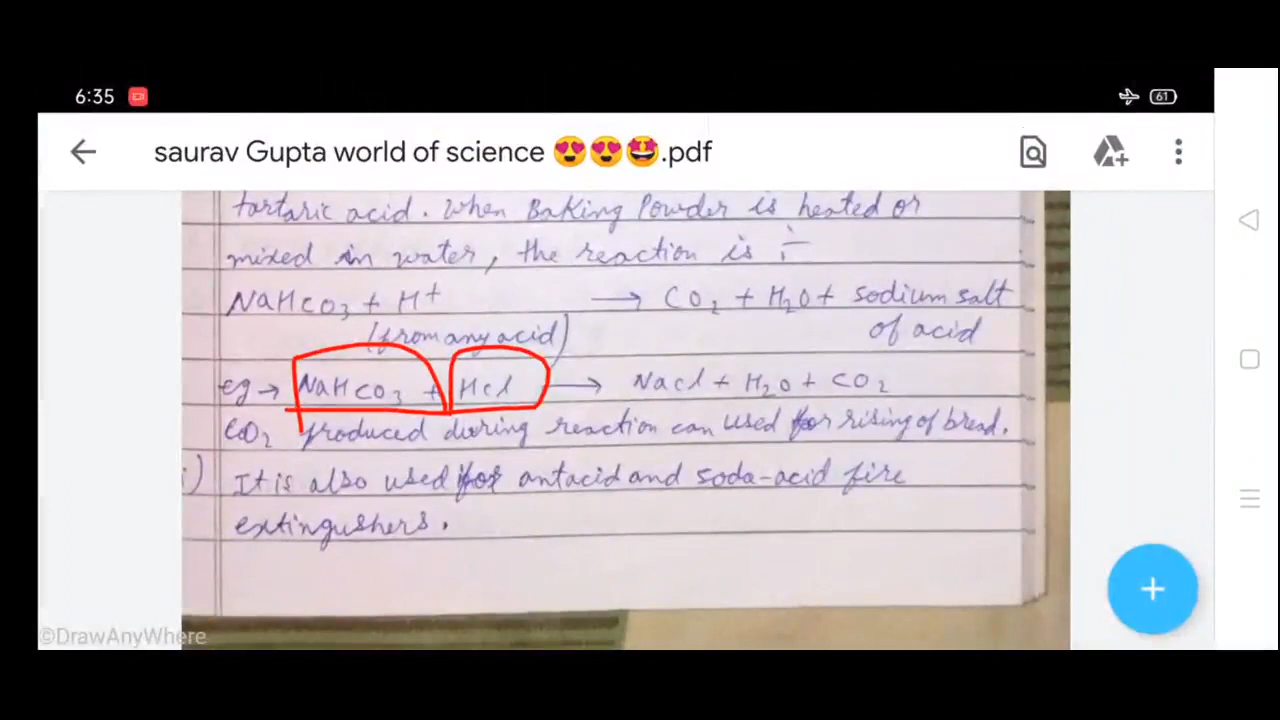 6:35
61
saurav Gupta world of science 😍😍🤩.pdf
tartaric acid. When Baking Powder is heated or
mixed in water, the reaction is :-
NaHCO3 + H+ → CO2 + H2O + sodium salt
(from any acid) of acid
eg → NaHCO3 + HCl → NaCl + H2O + CO2
CO2 produced during reaction can used for rising of bread.
i) It is also used for antacid and soda-acid fire
extinguishers.
©DrawAnyWhere